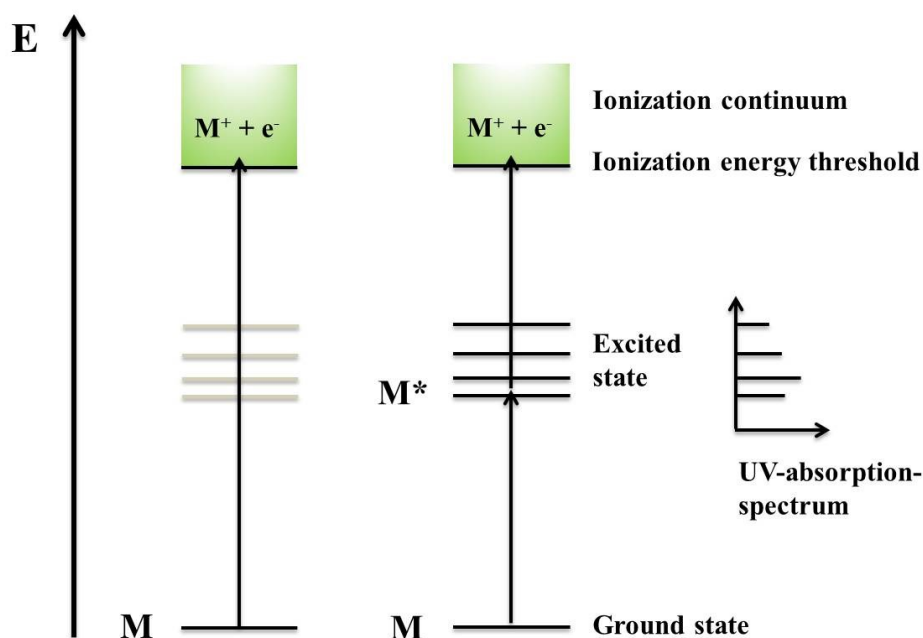 E
M⁺ + e⁻
M⁺ + e⁻
Ionization continuum
Ionization energy threshold
Excited
state
M*
UV-absorption-
spectrum
M
M
Ground state